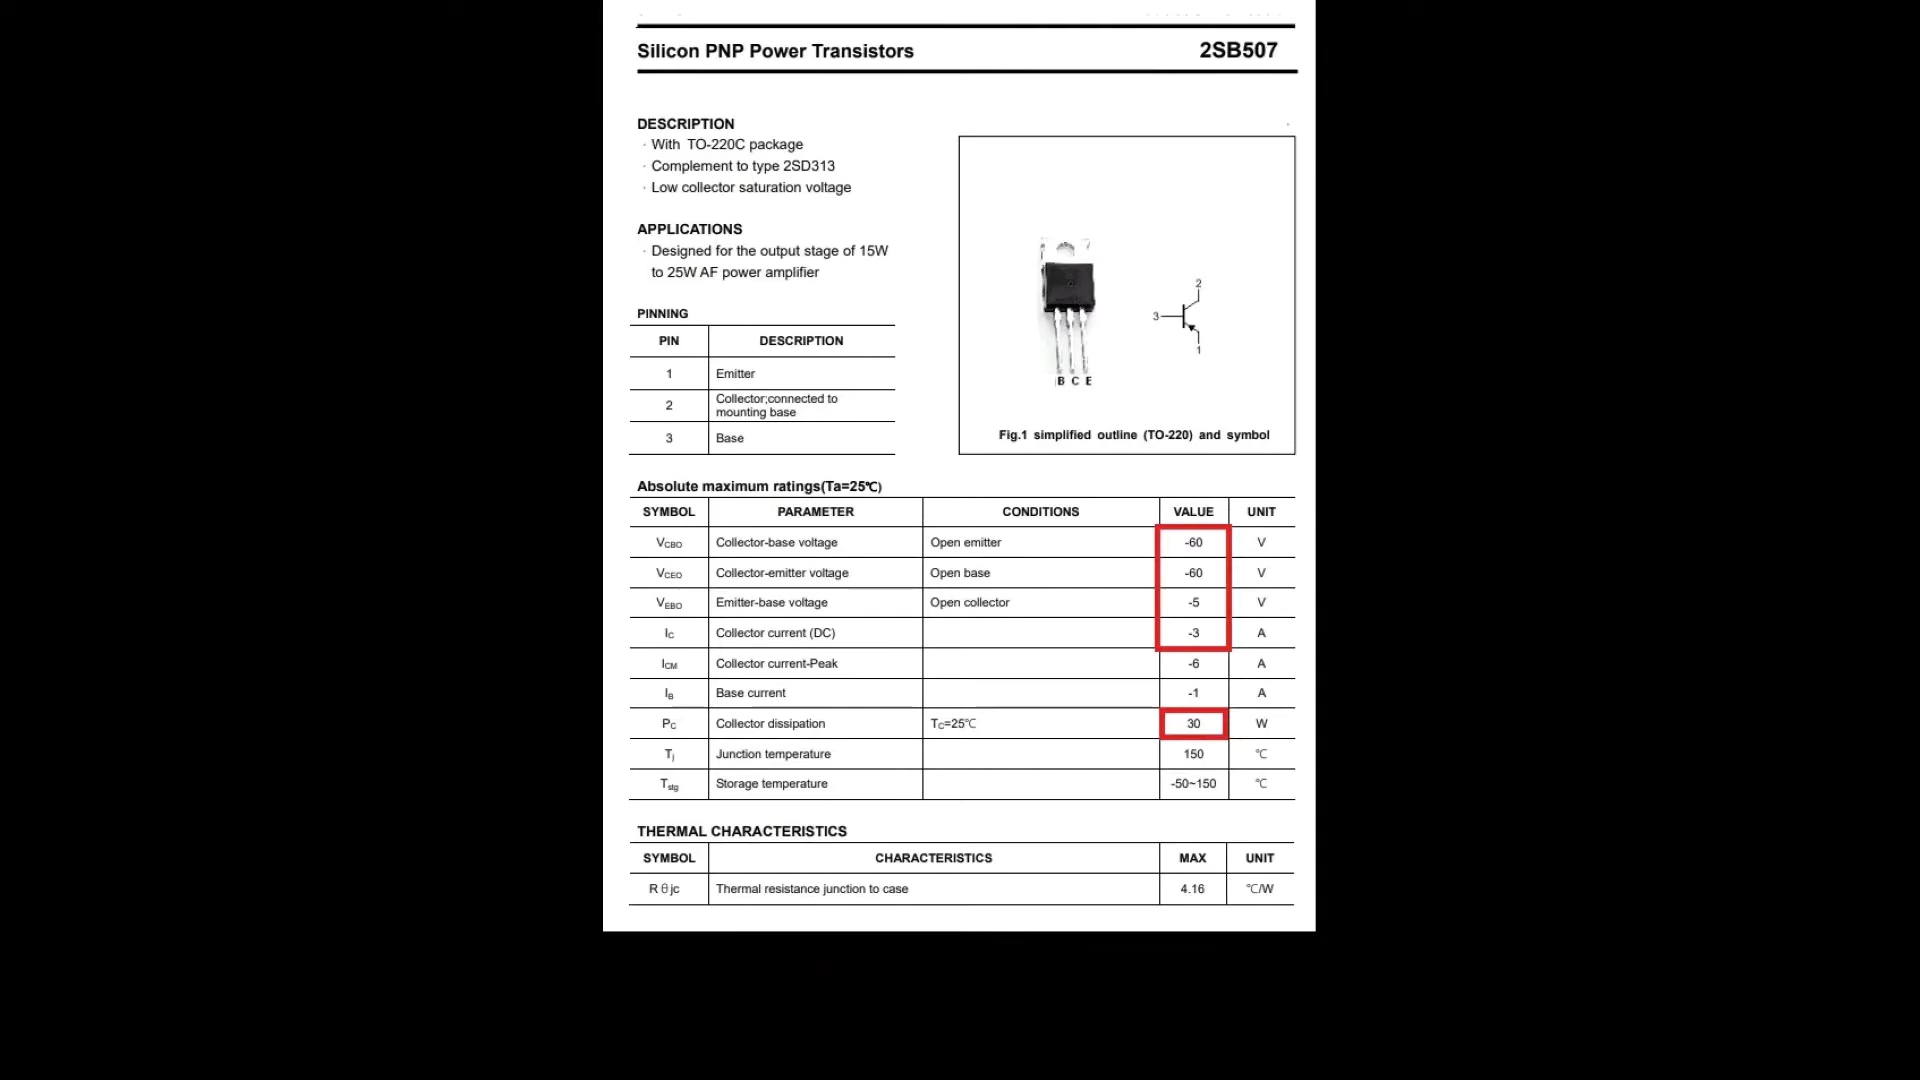 Silicon PNP Power Transistors 2SB507
DESCRIPTION
· With TO-220C package
· Complement to type 2SD313
· Low collector saturation voltage
APPLICATIONS
· Designed for the output stage of 15W
to 25W AF power amplifier
PINNING
PIN DESCRIPTION
1 Emitter
2 Collector;connected to
mounting base
3 Base
2
3
1
B C E
Fig.1 simplified outline (TO-220) and symbol
Absolute maximum ratings(Ta=25℃)
SYMBOL PARAMETER CONDITIONS VALUE UNIT
VCBO Collector-base voltage Open emitter -60 V
VCEO Collector-emitter voltage Open base -60 V
VEBO Emitter-base voltage Open collector -5 V
IC Collector current (DC) -3 A
ICM Collector current-Peak -6 A
IB Base current -1 A
PC Collector dissipation TC=25℃ 30 W
Tj Junction temperature 150 ℃
Tstg Storage temperature -50~150 ℃
THERMAL CHARACTERISTICS
SYMBOL CHARACTERISTICS MAX UNIT
Rθjc Thermal resistance junction to case 4.16 ℃/W